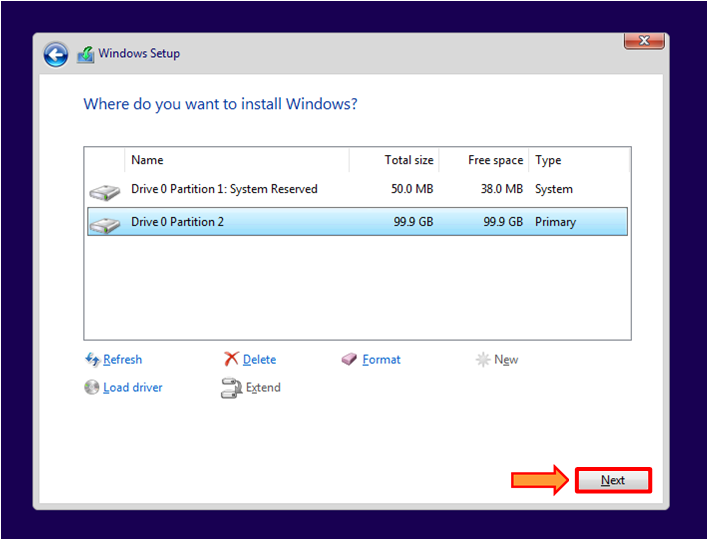 Windows Setup
Where do you want to install Windows?
Name Total size Free space Type
Drive 0 Partition 1: System Reserved 50.0 MB 38.0 MB System
Drive 0 Partition 2 99.9 GB 99.9 GB Primary
Refresh Delete Format New
Load driver Extend
Next